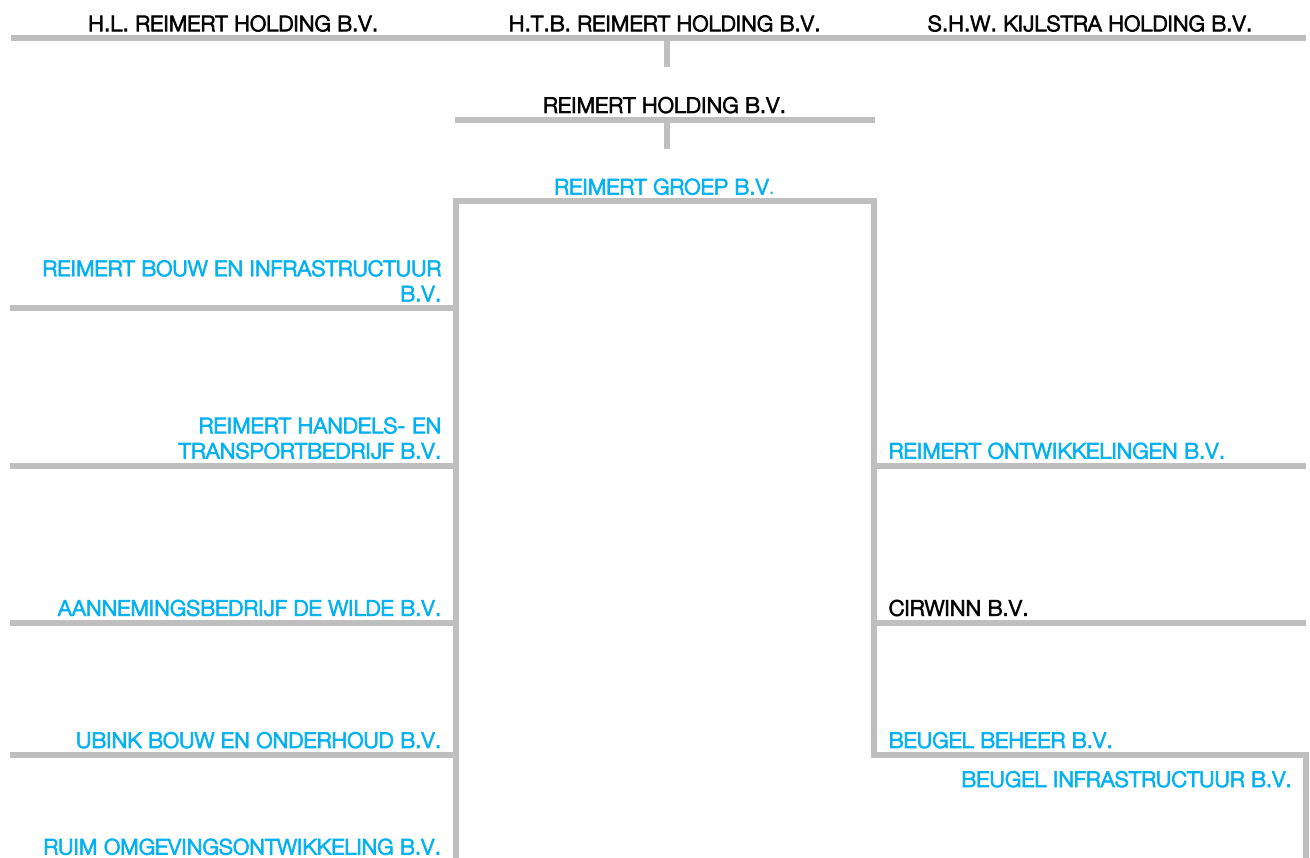 H.L. REIMERT HOLDING B.V.
H.T.B. REIMERT HOLDING B.V.
S.H.W. KIJLSTRA HOLDING B.V.
REIMERT HOLDING B.V.
REIMERT GROEP B.V.
REIMERT BOUW EN INFRASTRUCTUUR
B.V.
REIMERT HANDELS- EN
TRANSPORTBEDRIJF B.V.
REIMERT ONTWIKKELINGEN B.V.
AANNEMINGSBEDRIJF DE WILDE B.V.
CIRWINN B.V.
UBINK BOUW EN ONDERHOUD B.V.
BEUGEL BEHEER B.V.
BEUGEL INFRASTRUCTUUR B.V.
RUIM OMGEVINGSONTWIKKELING B.V.